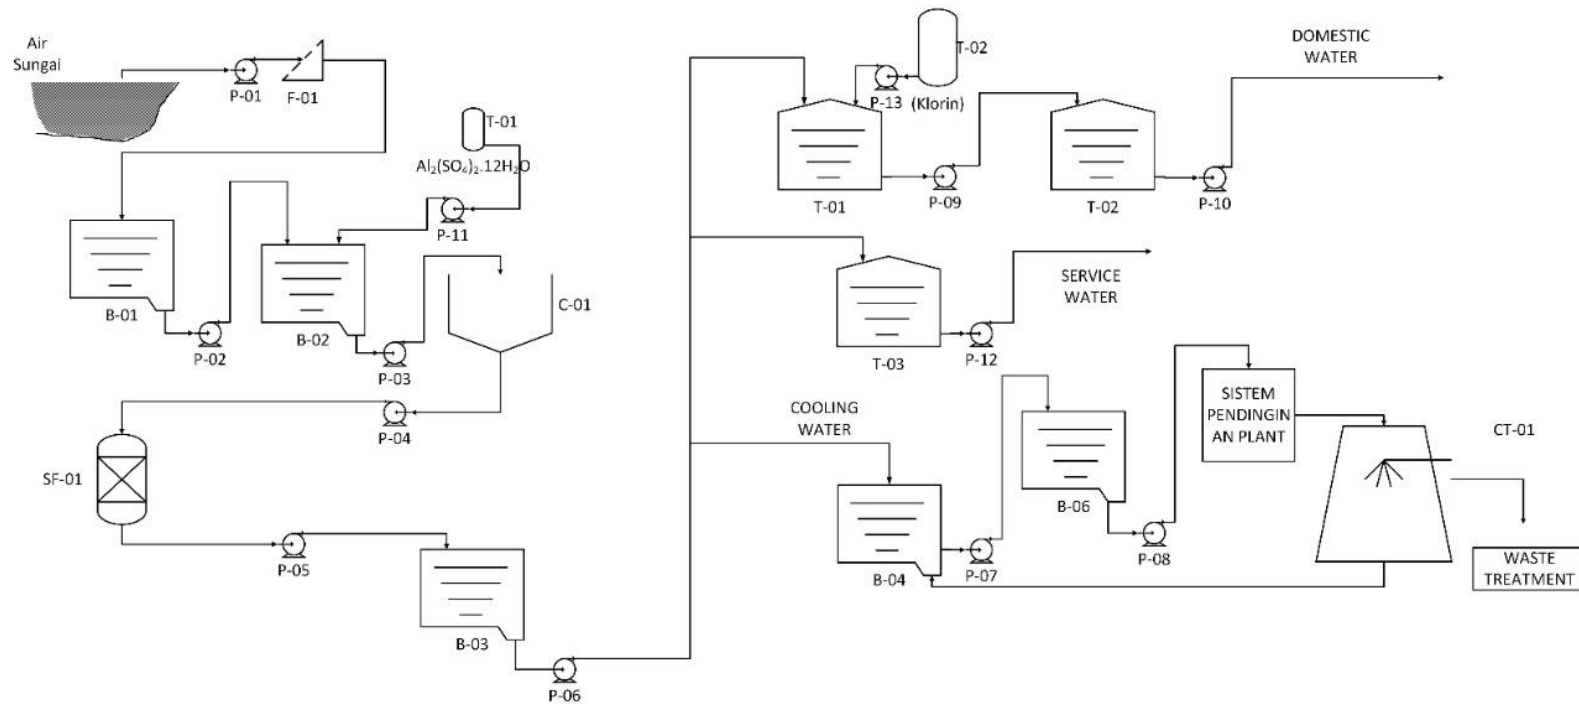 Air
Sungai
P-01
F-01
T-01
Al₂(SO₄)₂.12H₂O
P-11
B-01
P-02
B-02
P-03
C-01
P-04
SF-01
P-05
B-03
P-06
T-02
(Klorin)
P-13
DOMESTIC
WATER
T-01
P-09
T-02
P-10
SERVICE
WATER
T-03
P-12
COOLING
WATER
B-04
P-07
B-06
P-08
SISTEM
PENDINGIN
AN PLANT
CT-01
WASTE
TREATMENT